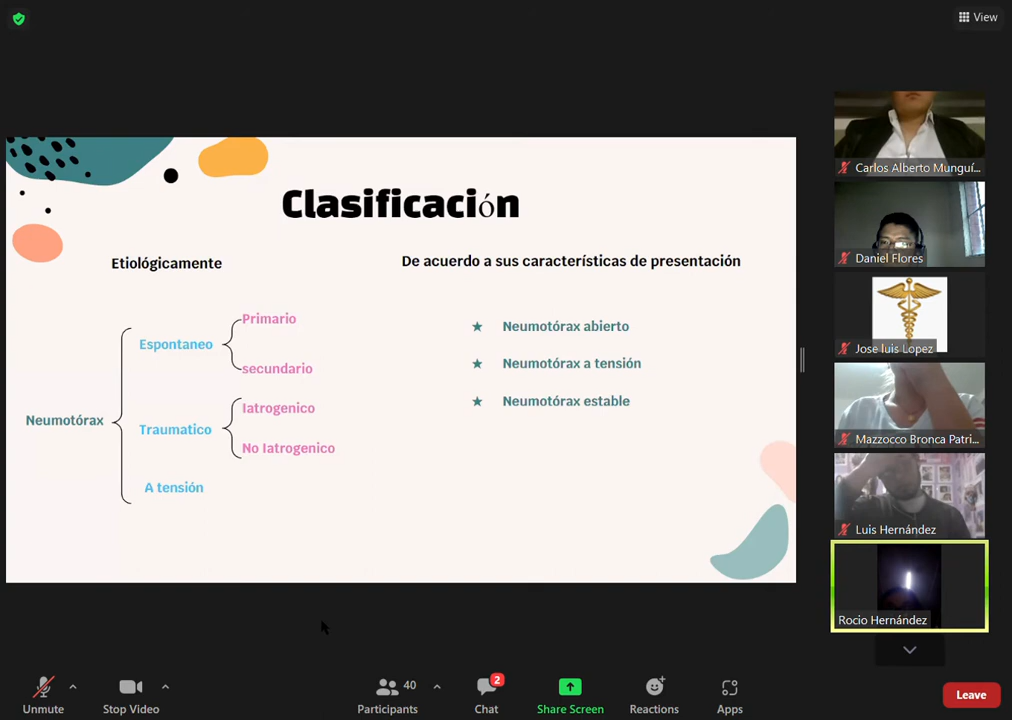 View
Clasificación
Etiológicamente
Neumotórax
Espontaneo
Primario
secundario
Traumatico
Iatrogenico
No Iatrogenico
A tensión
De acuerdo a sus características de presentación
★ Neumotórax abierto
★ Neumotórax a tensión
★ Neumotórax estable
Carlos Alberto Munguí...
Daniel Flores
Jose luis Lopez
Mazzocco Bronca Patri...
Luis Hernández
Rocio Hernández
Unmute
Stop Video
Participants
40
Chat
2
Share Screen
Reactions
Apps
Leave